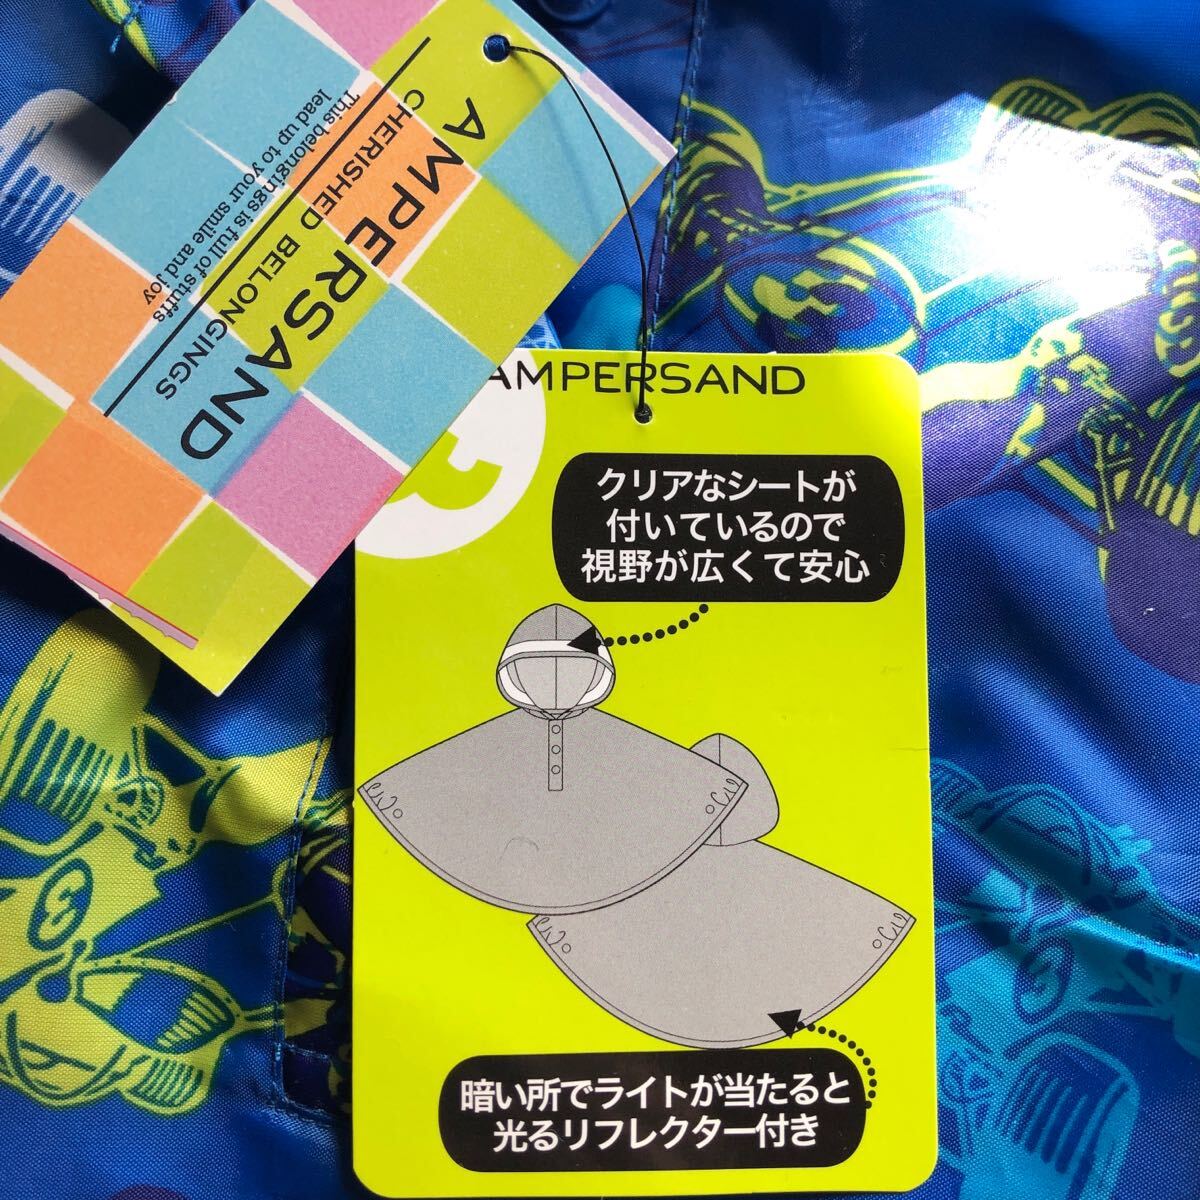 AMPERSAND
CHERISHED BELONGINGS
This belongings is full of stuffs
lead up to your smile and joy
AMPERSAND
クリアなシートが
付いているので
視野が広くて安心
暗い所でライトが当たると
光るリフレクター付き
3
3